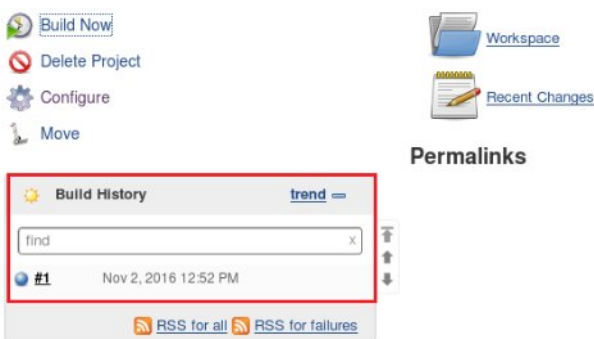 Build Now
Delete Project
Configure
Move
Workspace
Recent Changes
Permalinks
Build History trend
find x
#1 Nov 2, 2016 12:52 PM
RSS for all RSS for failures